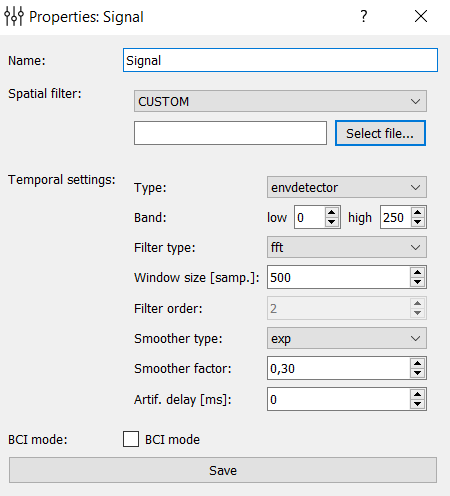 Properties: Signal ?
Name: Signal
Spatial filter: CUSTOM
Select file...
Temporal settings:
Type: envdetector
Band: low 0 high 250
Filter type: fft
Window size [samp.]: 500
Filter order: 2
Smoother type: exp
Smoother factor: 0,30
Artif. delay [ms]: 0
BCI mode: BCI mode
Save